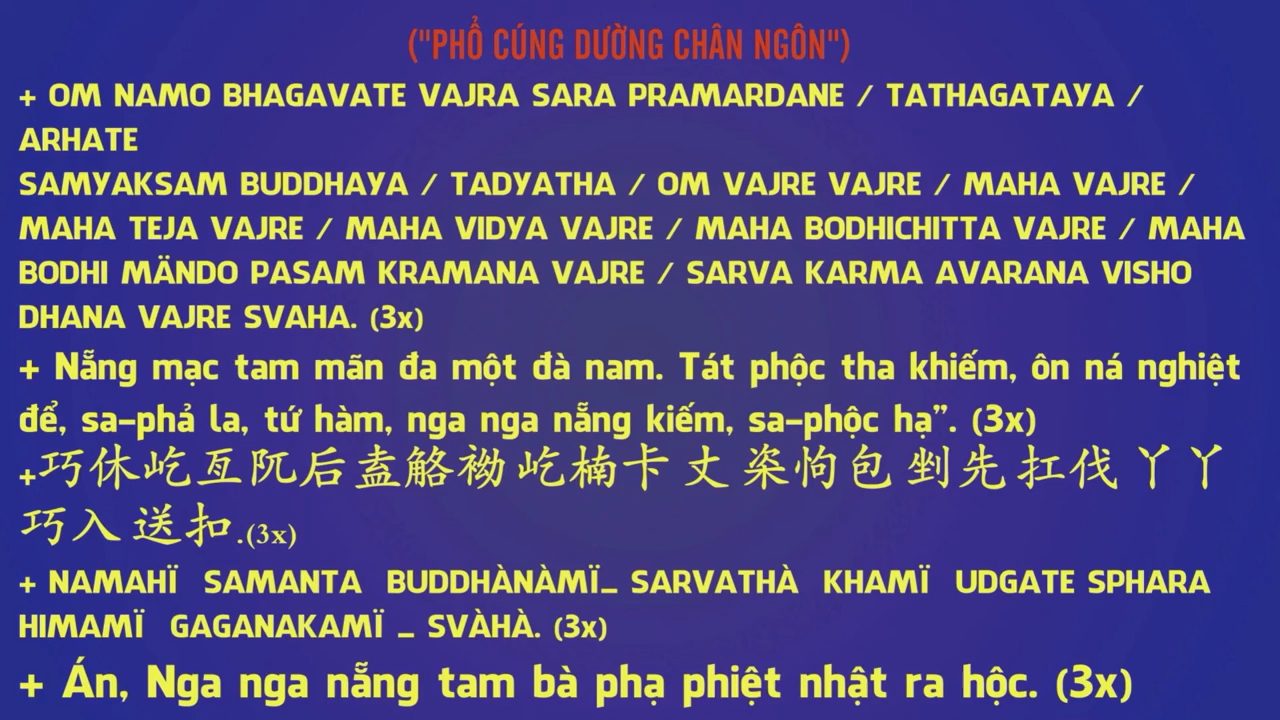 ("PHỔ CÚNG DƯỜNG CHÂN NGÔN")
+ OM NAMO BHAGAVATE VAJRA SARA PRAMARDANE / TATHAGATAYA /
ARHATE
SAMYAKSAM BUDDHAYA / TADYATHA / OM VAJRE VAJRE / MAHA VAJRE /
MAHA TEJA VAJRE / MAHA VIDYA VAJRE / MAHA BODHICHITTA VAJRE / MAHA
BODHI MÄNDO PASAM KRAMANA VAJRE / SARVA KARMA AVARANA VISHO
DHANA VAJRE SVAHA. (3x)
+ Nẵng mạc tam mãn đa một đà nam. Tát phộc tha khiếm, ôn ná nghiệt
để, sa-phả la, tứ hàm, nga nga nẵng kiếm, sa-phộc hạ”. (3x)
+巧休屹亙阢后盍觡袎屹楠卡丈 栥恦包 剉先扛伐 丫丫
巧入送扣.(3x)
+ NAMAHÏ SAMANTA BUDDHÀNÀMÏ_ SARVATHÀ KHAMÏ UDGATE SPHARA
HIMAMÏ GAGANAKAMÏ _ SVÀHÀ. (3x)
+ Án, Nga nga nẵng tam bà phạ phiệt nhật ra hộc. (3x)